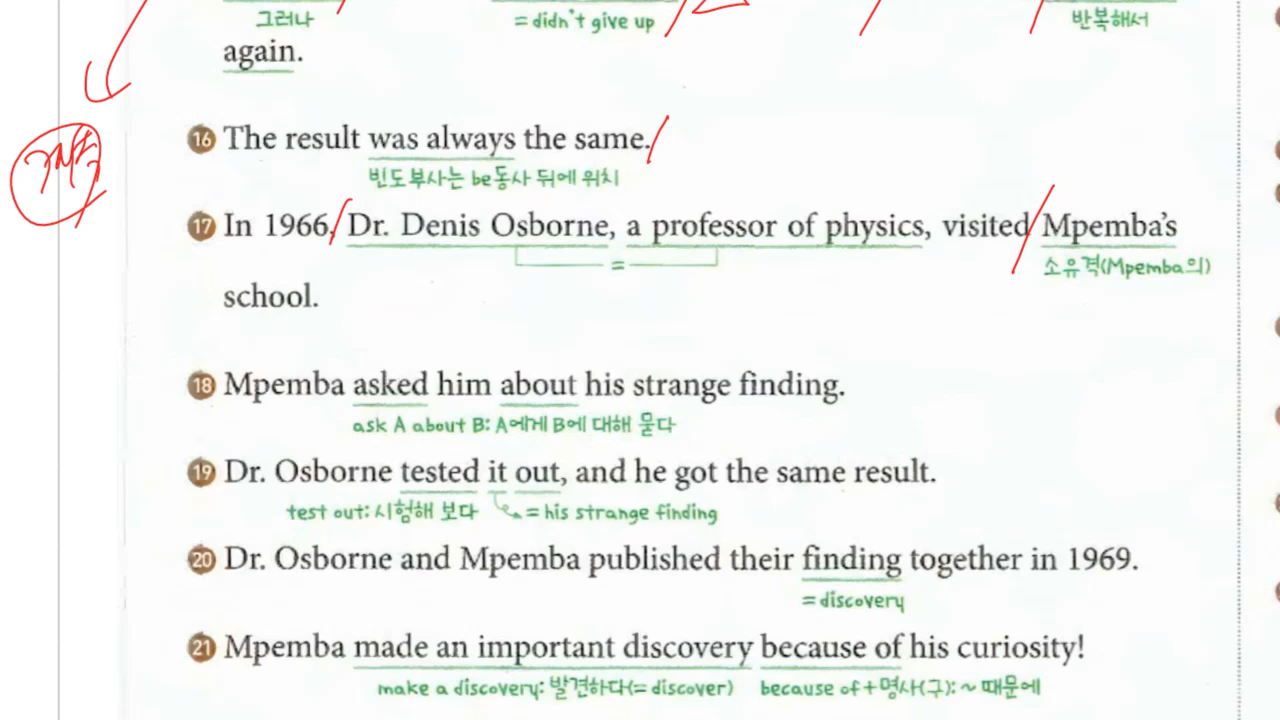 그러나 = didn't give up 반복해서
again.
16 The result was always the same.
빈도부사는 be동사 뒤에 위치
17 In 1966, Dr. Denis Osborne, a professor of physics, visited Mpemba's
= 소유격(Mpemba의)
school.
18 Mpemba asked him about his strange finding.
ask A about B: A에게 B에 대해 묻다
19 Dr. Osborne tested it out, and he got the same result.
test out: 시험해 보다 = his strange finding
20 Dr. Osborne and Mpemba published their finding together in 1969.
= discovery
21 Mpemba made an important discovery because of his curiosity!
make a discovery: 발견하다(= discover) because of + 명사(구): ~ 때문에